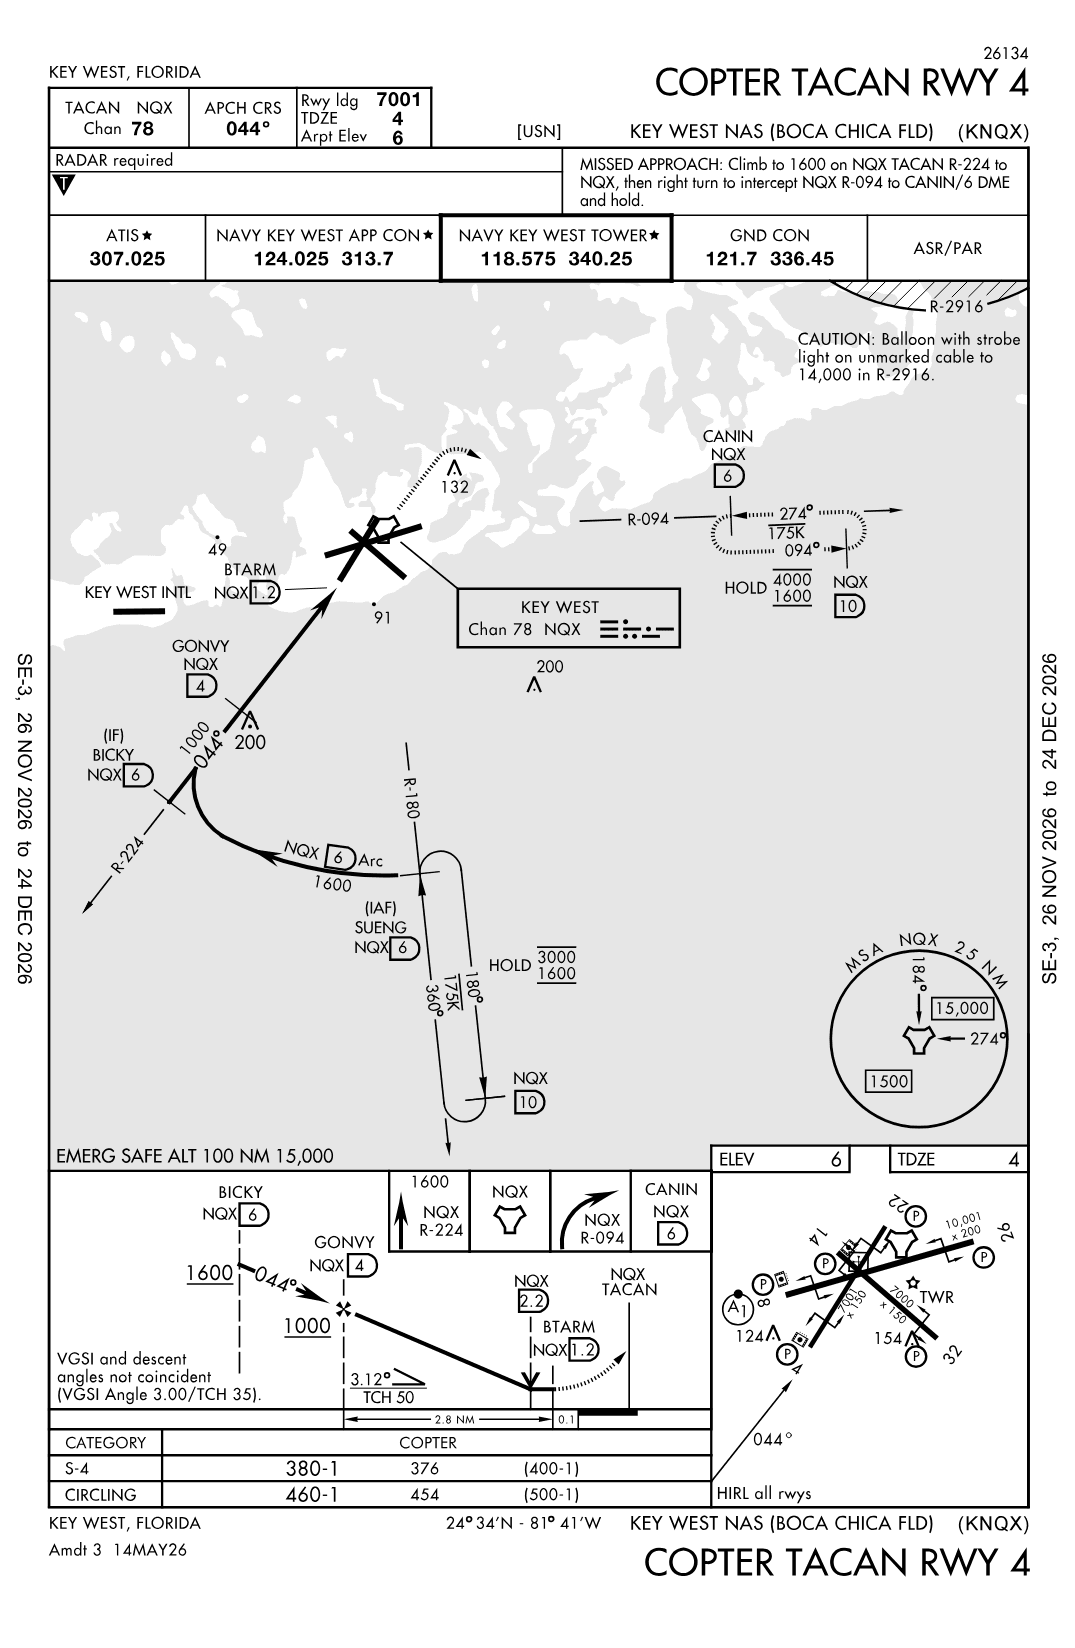 26134
KEY WEST, FLORIDA
COPTER TACAN RWY 4
TACAN NQX
Chan 78
APCH CRS
044°
Rwy ldg 7001
TDZE 4
Arpt Elev 6
[USN]
KEY WEST NAS (BOCA CHICA FLD) (KNQX)
RADAR required
T
MISSED APPROACH: Climb to 1600 on NQX TACAN R-224 to
NQX, then right turn to intercept NQX R-094 to CANIN/6 DME
and hold.
ATIS★
307.025
NAVY KEY WEST APP CON★
124.025 313.7
NAVY KEY WEST TOWER★
118.575 340.25
GND CON
121.7 336.45
ASR/PAR
R-2916
CAUTION: Balloon with strobe
light on unmarked cable to
14,000 in R-2916.
CANIN
NQX
6
132
R-094
274°
175K
094°
HOLD 4000
1600
NQX
10
49
BTARM
NQX 1.2
KEY WEST INTL
91
KEY WEST
Chan 78 NQX
200
GONVY
NQX
4
200
1000
044°
(IF)
BICKY
NQX 6
R-224
R-180
NQX 6 Arc
1600
(IAF)
SUENG
NQX 6
HOLD 3000
1600
360°
175K
180°
NQX
10
MSA NQX 25 NM
184°
15,000
274°
1500
EMERG SAFE ALT 100 NM 15,000
SE-3, 26 NOV 2026 to 24 DEC 2026
SE-3, 26 NOV 2026 to 24 DEC 2026
ELEV 6
TDZE 4
BICKY
NQX 6
1600
044°
GONVY
NQX 4
1000
1600
NQX
R-224
NQX
NQX
R-094
CANIN
NQX
6
NQX
2.2
BTARM
NQX 1.2
NQX
TACAN
VGSI and descent
angles not coincident
(VGSI Angle 3.00/TCH 35).
3.12°
TCH 50
2.8 NM
0.1
22
P
10,001
x 200
26
P
14
P
P
8
A1
7001
x 150
7000
x 150
TWR
124
154
P
P
4
32
044°
HIRL all rwys
CATEGORY COPTER
S-4 380-1 376 (400-1)
CIRCLING 460-1 454 (500-1)
KEY WEST, FLORIDA
24°34'N - 81°41'W
KEY WEST NAS (BOCA CHICA FLD) (KNQX)
Amdt 3 14MAY26
COPTER TACAN RWY 4